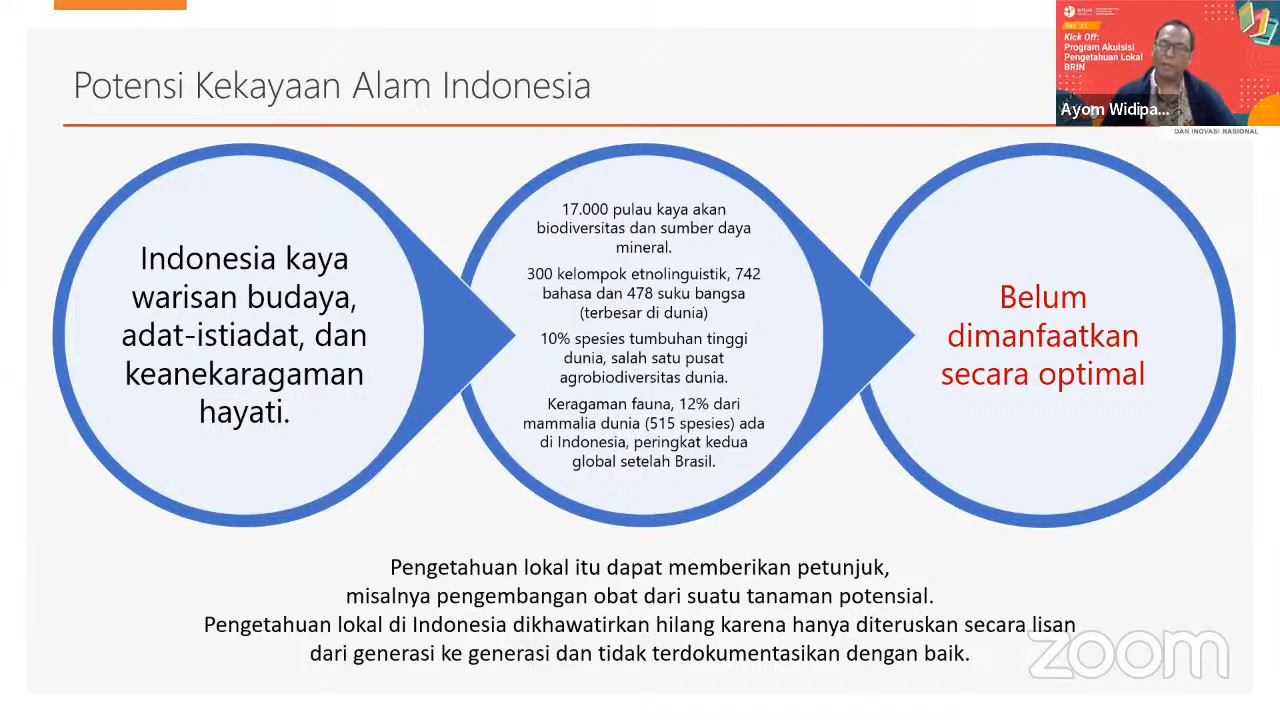 Potensi Kekayaan Alam Indonesia
BRIN
Kick Off:
Program Akuisisi
Pengetahuan Lokal
BRIN
Ayom Widipa...
DAN INOVASI NASIONAL
Indonesia kaya
warisan budaya,
adat-istiadat, dan
keanekaragaman
hayati.
17.000 pulau kaya akan
biodiversitas dan sumber daya
mineral.
300 kelompok etnolinguistik, 742
bahasa dan 478 suku bangsa
(terbesar di dunia)
10% spesies tumbuhan tinggi
dunia, salah satu pusat
agrobiodiversitas dunia.
Keragaman fauna, 12% dari
mammalia dunia (515 spesies) ada
di Indonesia, peringkat kedua
global setelah Brasil.
Belum
dimanfaatkan
secara optimal
Pengetahuan lokal itu dapat memberikan petunjuk,
misalnya pengembangan obat dari suatu tanaman potensial.
Pengetahuan lokal di Indonesia dikhawatirkan hilang karena hanya diteruskan secara lisan
dari generasi ke generasi dan tidak terdokumentasikan dengan baik.
zoom